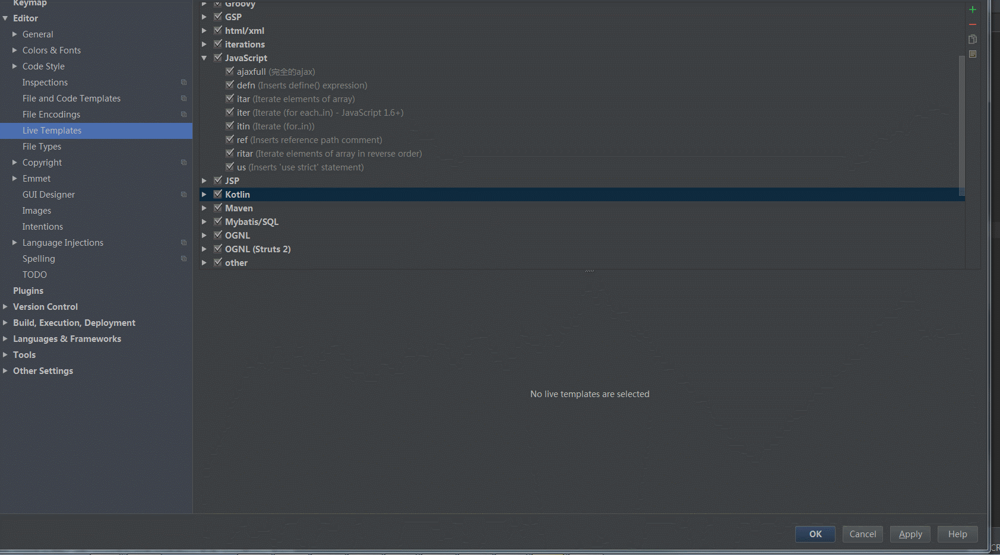 Keymap
Editor
General
Colors & Fonts
Code Style
Inspections
File and Code Templates
File Encodings
Live Templates
File Types
Copyright
Emmet
GUI Designer
Images
Intentions
Language Injections
Spelling
TODO
Plugins
Version Control
Build, Execution, Deployment
Languages & Frameworks
Tools
Other Settings
Groovy
GSP
html/xml
iterations
JavaScript
ajaxfull (完全的ajax)
defn (Inserts define() expression)
itar (Iterate elements of array)
iter (Iterate (for each..in) - JavaScript 1.6+)
itin (Iterate (for..in))
ref (Inserts reference path comment)
ritar (Iterate elements of array in reverse order)
us (Inserts 'use strict' statement)
JSP
Kotlin
Maven
Mybatis/SQL
OGNL
OGNL (Struts 2)
other
No live templates are selected
OK Cancel Apply Help
CR